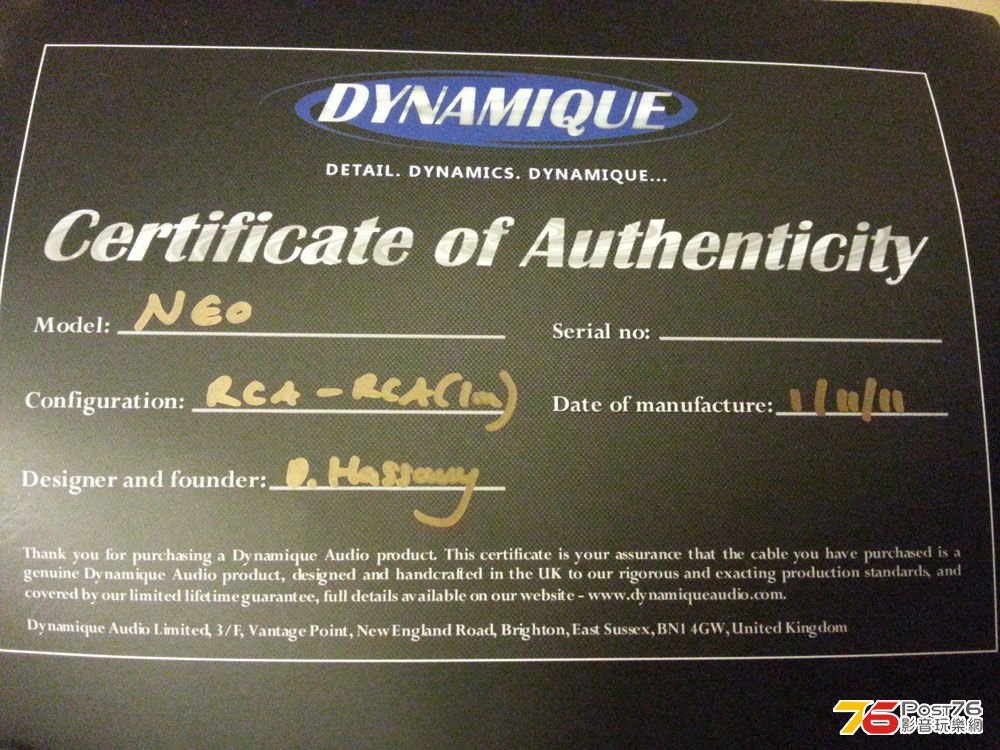 DYNAMIQUE
DETAIL. DYNAMICS. DYNAMIQUE...
Certificate of Authenticity
Model: NEO
Serial no:
Configuration: RCA - RCA (1m)
Date of manufacture: 1/11/11
Designer and founder: D. Hassany
Thank you for purchasing a Dynamique Audio product. This certificate is your assurance that the cable you have purchased is a
genuine Dynamique Audio product, designed and handcrafted in the UK to our rigorous and exacting production standards, and
covered by our limited lifetime guarantee, full details available on our website - www.dynamiqueaudio.com.
Dynamique Audio Limited, 3/F, Vantage Point, New England Road, Brighton, East Sussex, BN1 4GW, United Kingdom
76 Post76
影音玩樂網